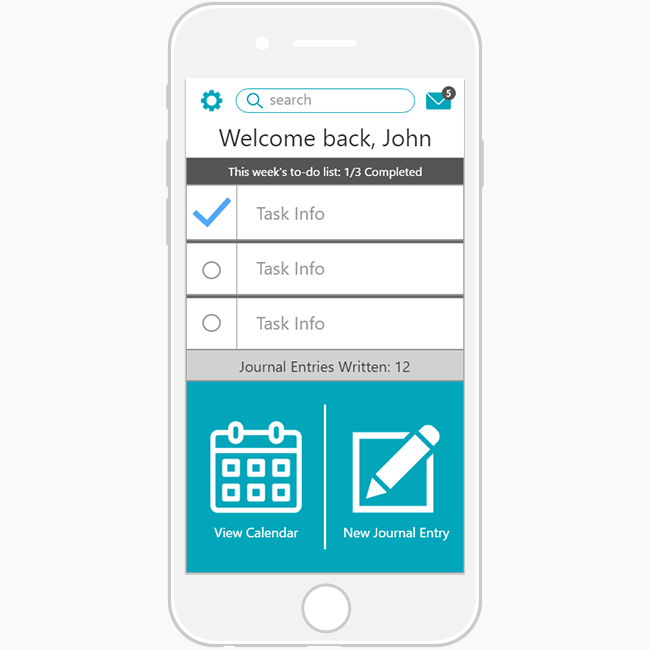 search
5
Welcome back, John
This week's to-do list: 1/3 Completed
Task Info
Task Info
Task Info
Journal Entries Written: 12
View Calendar
New Journal Entry